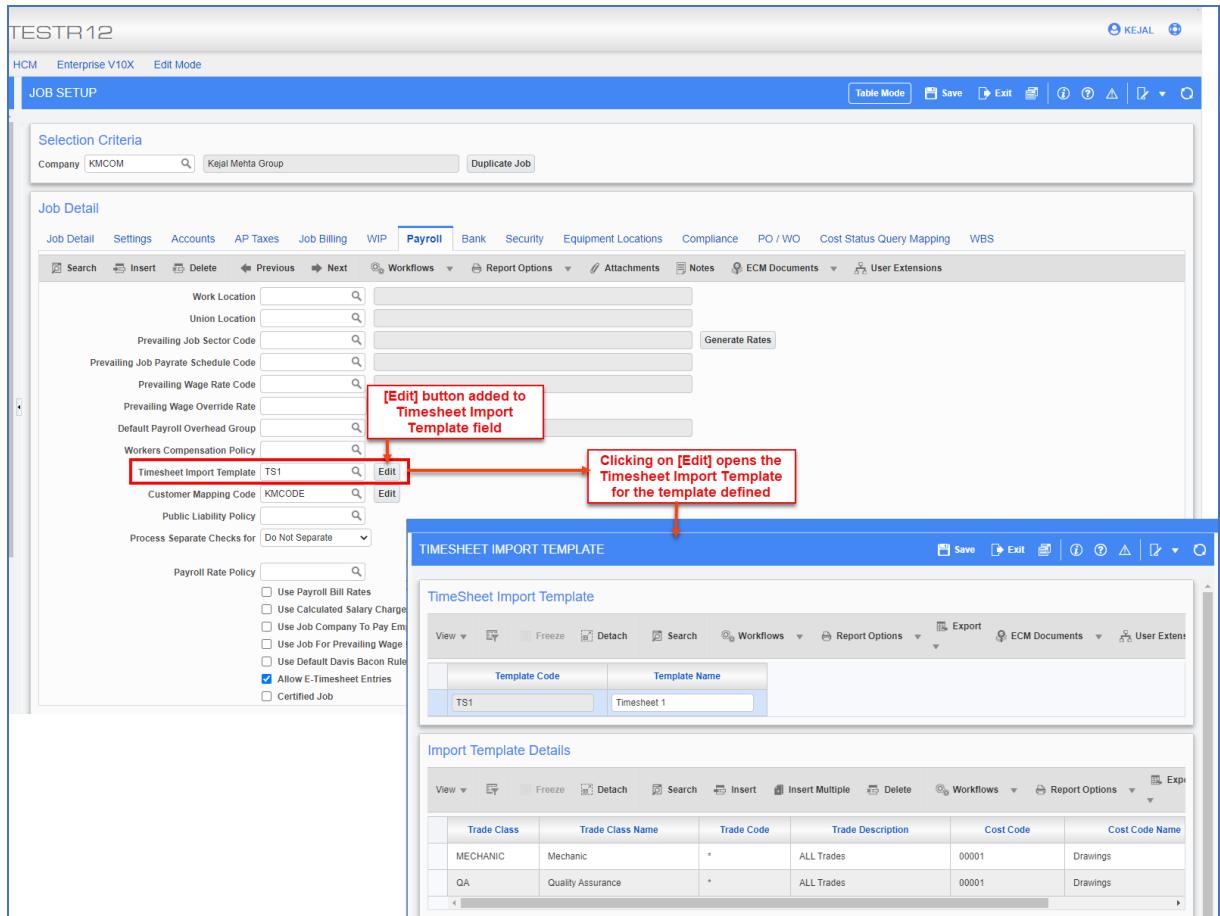 TESTR12
KEJAL
HCM Enterprise V10X Edit Mode
JOB SETUP Table Mode Save Exit
Selection Criteria
Company KMCOM Kejal Mehta Group Duplicate Job
Job Detail
Job Detail Settings Accounts AP Taxes Job Billing WIP Payroll Bank Security Equipment Locations Compliance PO / WO Cost Status Query Mapping WBS
Search Insert Delete Previous Next Workflows Report Options Attachments Notes ECM Documents User Extensions
Work Location
Union Location
Prevailing Job Sector Code Generate Rates
Prevailing Job Payrate Schedule Code
Prevailing Wage Rate Code
Prevailing Wage Override Rate
Default Payroll Overhead Group
Workers Compensation Policy
[Edit] button added to
Timesheet Import
Template field
Timesheet Import Template TS1 Edit
Clicking on [Edit] opens the
Timesheet Import Template
for the template defined
Customer Mapping Code KMCODE Edit
Public Liability Policy
Process Separate Checks for Do Not Separate
Payroll Rate Policy
Use Payroll Bill Rates
Use Calculated Salary Charge
Use Job Company To Pay Em
Use Job For Prevailing Wage
Use Default Davis Bacon Rule
Allow E-Timesheet Entries
Certified Job
TIMESHEET IMPORT TEMPLATE Save Exit
TimeSheet Import Template
View Freeze Detach Search Workflows Report Options Export ECM Documents User Extens
Template Code Template Name
TS1 Timesheet 1
Import Template Details
View Freeze Detach Search Insert Insert Multiple Delete Workflows Report Options Exp
Trade Class Trade Class Name Trade Code Trade Description Cost Code Cost Code Name
MECHANIC Mechanic * ALL Trades 00001 Drawings
QA Quality Assurance * ALL Trades 00001 Drawings